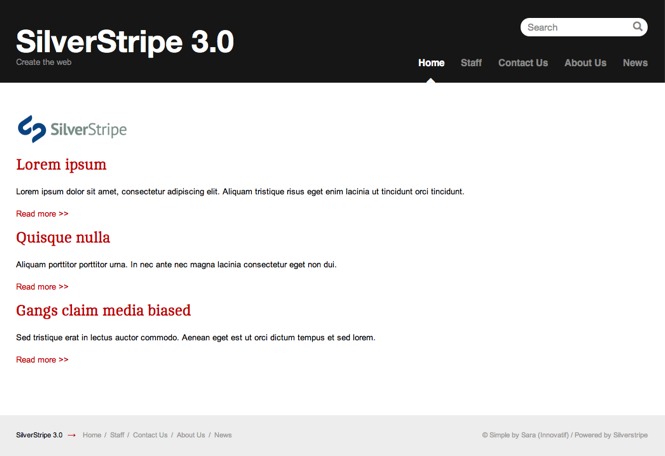 SilverStripe 3.0
Create the web
Search
Home Staff Contact Us About Us News
SilverStripe
Lorem ipsum
Lorem ipsum dolor sit amet, consectetur adipiscing elit. Aliquam tristique risus eget enim lacinia ut tincidunt orci tincidunt.
Read more >>
Quisque nulla
Aliquam porttitor porttitor urna. In nec ante nec magna lacinia consectetur eget non dui.
Read more >>
Gangs claim media biased
Sed tristique erat in lectus auctor commodo. Aenean eget est ut orci dictum tempus et sed lorem.
Read more >>
SilverStripe 3.0 → Home / Staff / Contact Us / About Us / News
© Simple by Sara (Innovatif) / Powered by Silverstripe